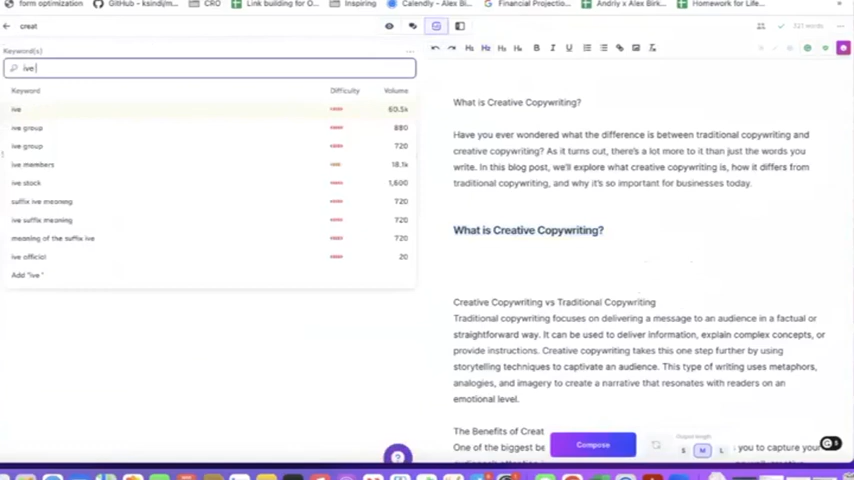 form optimization
GitHub - ksindi/m...
CRO
Link building for O...
Inspiring
Calendly - Alex Bi...
Financial Projectio...
Andriy x Alex Birk...
Homework for Life...
creat
321 words
Keyword(s)
ive
H₁ H₂ H₃ H₄ B I U
Keyword Difficulty Volume
ive 60.5k
ive group 880
ive group 720
ive members 18.1k
ive stock 1,600
suffix ive meaning 720
ive suffix meaning 720
meaning of the suffix ive 720
ive official 20
Add "ive "
What is Creative Copywriting?
Have you ever wondered what the difference is between traditional copywriting and
creative copywriting? As it turns out, there's a lot more to it than just the words you
write. In this blog post, we'll explore what creative copywriting is, how it differs from
traditional copywriting, and why it's so important for businesses today.
What is Creative Copywriting?
Creative Copywriting vs Traditional Copywriting
Traditional copywriting focuses on delivering a message to an audience in a factual or
straightforward way. It can be used to deliver information, explain complex concepts, or
provide instructions. Creative copywriting takes this one step further by using
storytelling techniques to captivate an audience. This type of writing uses metaphors,
analogies, and imagery to create a narrative that resonates with readers on an
emotional level.
The Benefits of Creat
One of the biggest be
you to capture your
Compose
Output length
S M L